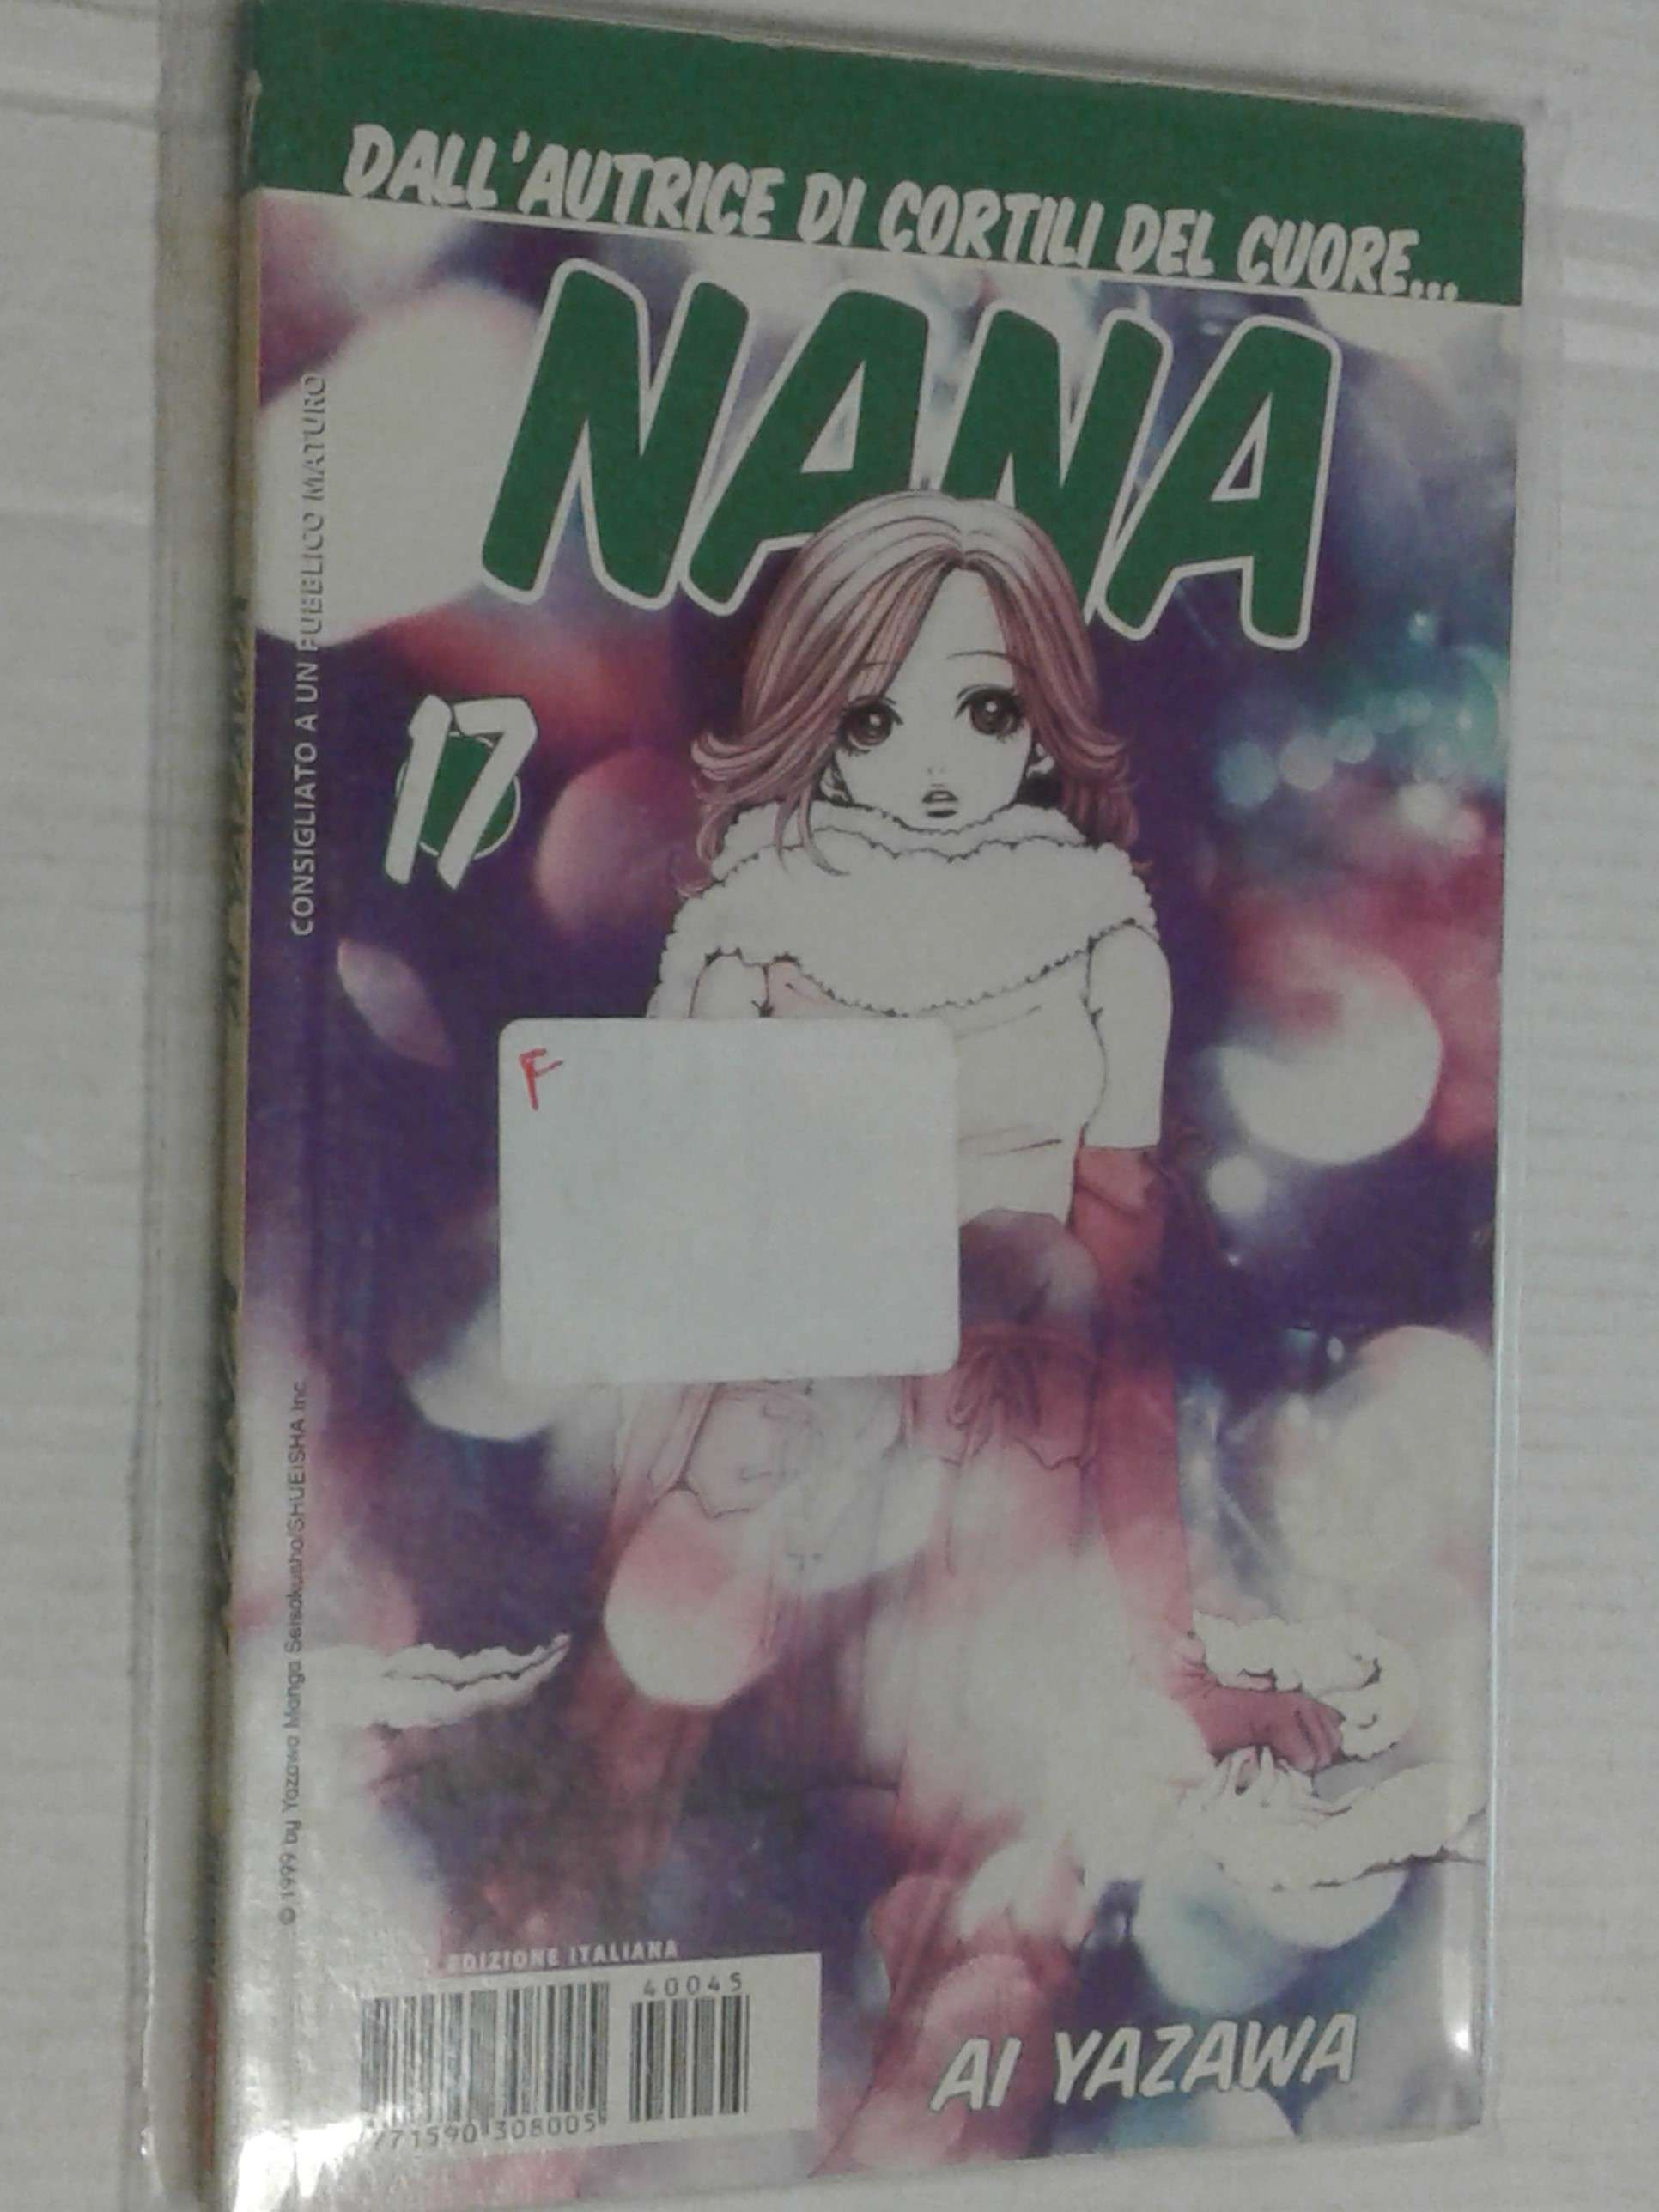 DALL'AUTRICE DI CORTILI DEL CUORE...
NANA
CONSIGLIATO A UN PUBBLICO MATURO
17
F
© 1999 by Yazawa Manga Seisakusho/SHUEISHA Inc.
EDIZIONE ITALIANA
40045
771590 308005
AI YAZAWA